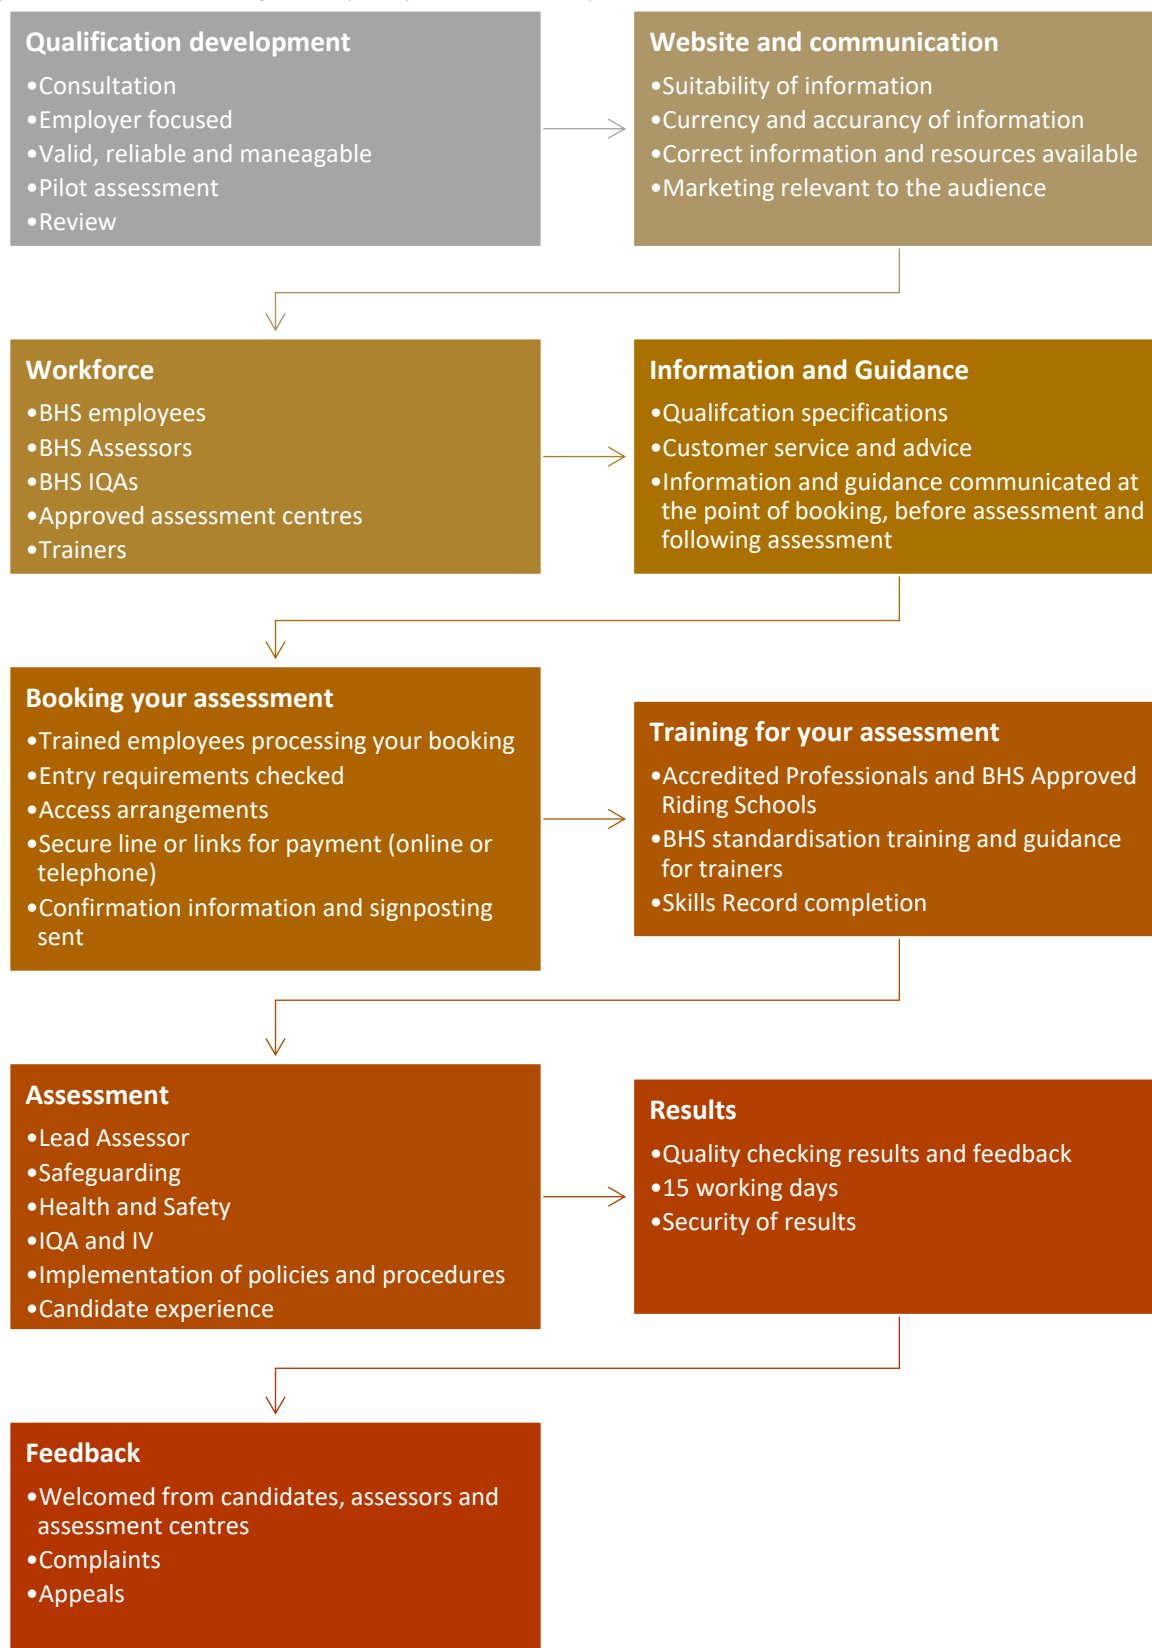 Qualification development
•Consultation
•Employer focused
•Valid, reliable and maneagable
•Pilot assessment
•Review
Website and communication
•Suitability of information
•Currency and accurancy of information
•Correct information and resources available
•Marketing relevant to the audience
Workforce
•BHS employees
•BHS Assessors
•BHS IQAs
•Approved assessment centres
•Trainers
Information and Guidance
•Qualifcation specifications
•Customer service and advice
•Information and guidance communicated at
the point of booking, before assessment and
following assessment
Booking your assessment
•Trained employees processing your booking
•Entry requirements checked
•Access arrangements
•Secure line or links for payment (online or
telephone)
•Confirmation information and signposting
sent
Training for your assessment
•Accredited Professionals and BHS Approved
Riding Schools
•BHS standardisation training and guidance
for trainers
•Skills Record completion
Assessment
•Lead Assessor
•Safeguarding
•Health and Safety
•IQA and IV
•Implementation of policies and procedures
•Candidate experience
Results
•Quality checking results and feedback
•15 working days
•Security of results
Feedback
•Welcomed from candidates, assessors and
assessment centres
•Complaints
•Appeals